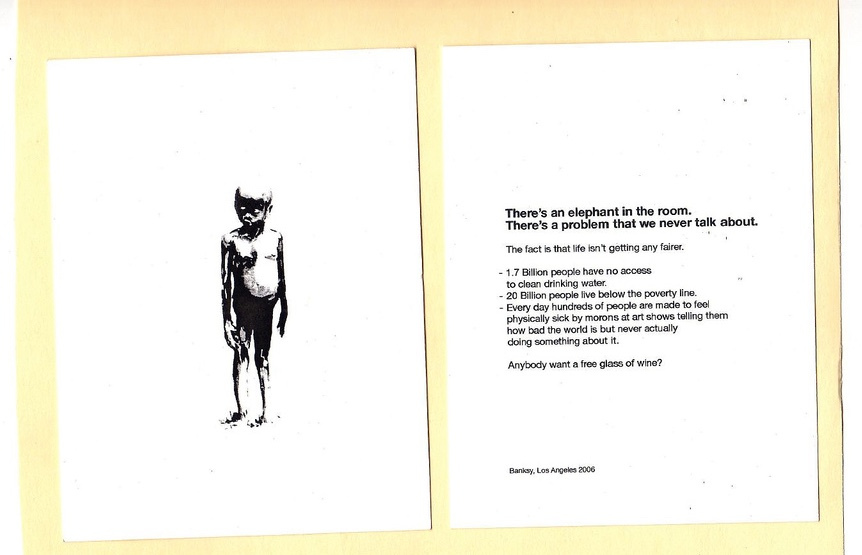 There's an elephant in the room.
There's a problem that we never talk about.
The fact is that life isn't getting any fairer.
- 1.7 Billion people have no access
to clean drinking water.
- 20 Billion people live below the poverty line.
- Every day hundreds of people are made to feel
physically sick by morons at art shows telling them
how bad the world is but never actually
doing something about it.
Anybody want a free glass of wine?
Banksy, Los Angeles 2006